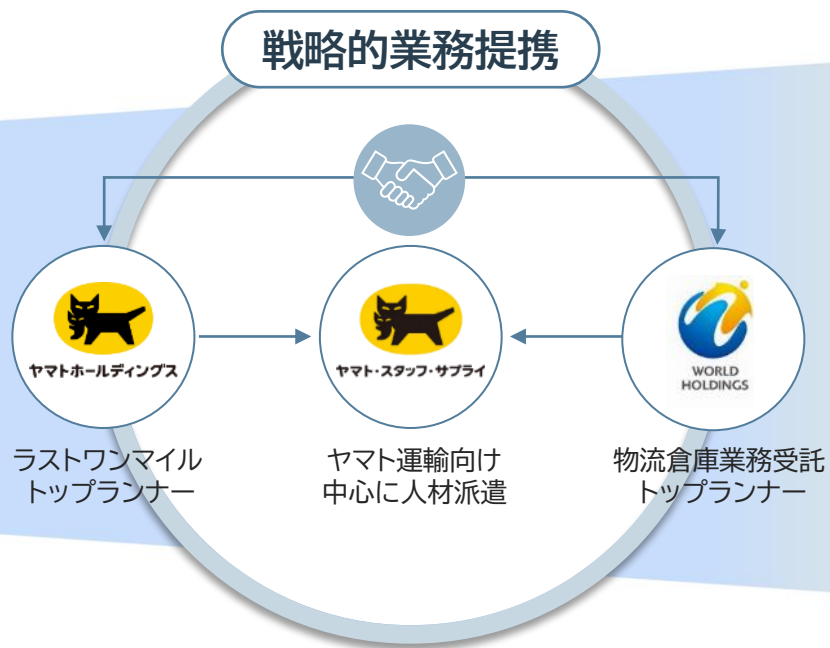 戦略的業務提携
ヤマトホールディングス
ヤマト・スタッフ・サプライ
WORLD
HOLDINGS
ラストワンマイル
トップランナー
ヤマト運輸向け
中心に人材派遣
物流倉庫業務受託
トップランナー